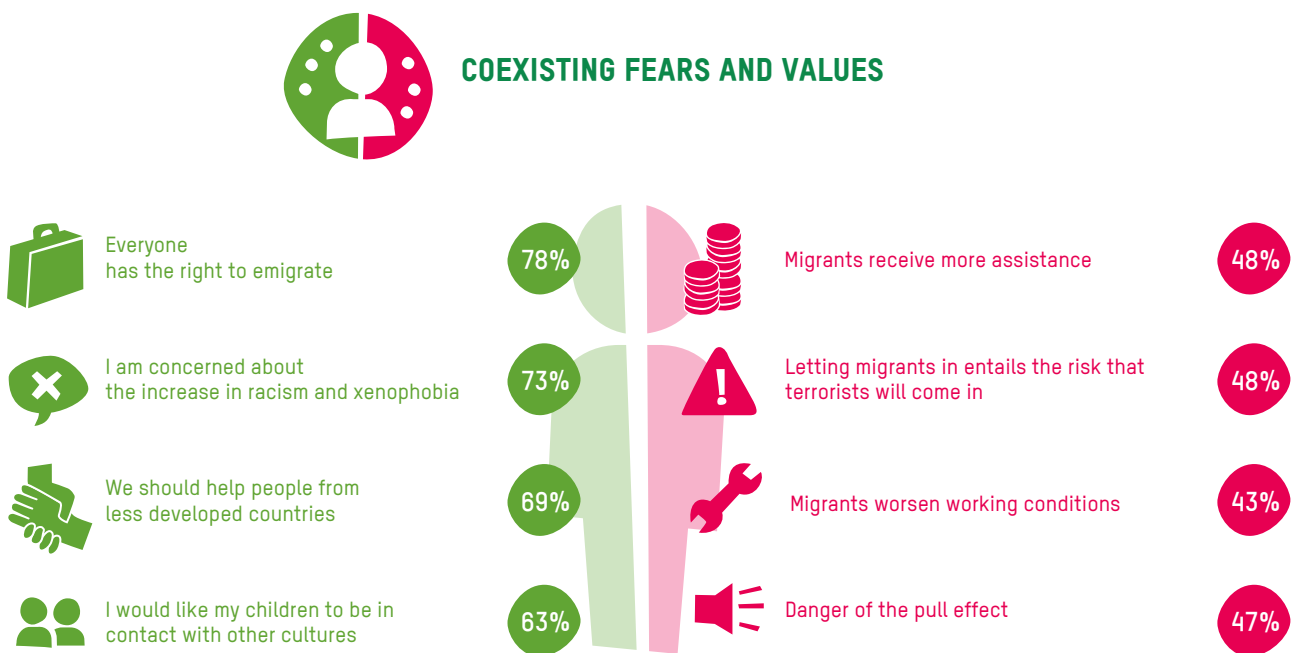 COEXISTING FEARS AND VALUES
Everyone
has the right to emigrate
78%
I am concerned about
the increase in racism and xenophobia
73%
We should help people from
less developed countries
69%
I would like my children to be in
contact with other cultures
63%
Migrants receive more assistance
48%
Letting migrants in entails the risk that
terrorists will come in
48%
Migrants worsen working conditions
43%
Danger of the pull effect
47%